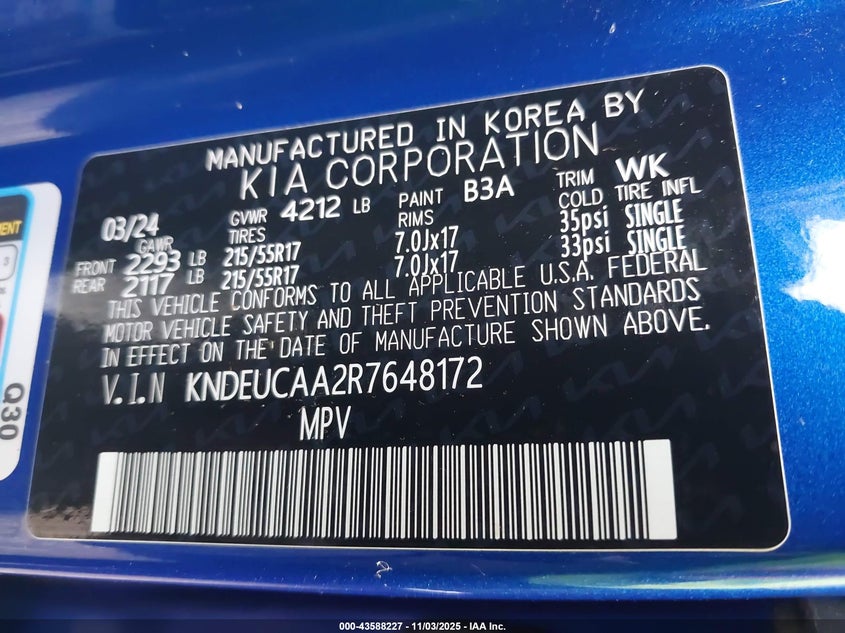 MANUFACTURED IN KOREA BY
KIA CORPORATION
03/24 GVWR 4212 LB PAINT B3A TRIM WK
GAWR TIRES RIMS COLD TIRE INFL
FRONT 2293 LB 215/55R17 7.0Jx17 35psi SINGLE
REAR 2117 LB 215/55R17 7.0Jx17 33psi SINGLE
THIS VEHICLE CONFORMS TO ALL APPLICABLE U.S.A. FEDERAL
MOTOR VEHICLE SAFETY AND THEFT PREVENTION STANDARDS
IN EFFECT ON THE DATE OF MANUFACTURE SHOWN ABOVE.
V.I.N KNDEUCAA2R7648172
MPV
Q30
000-43588227 - 11/03/2025 - IAA Inc.